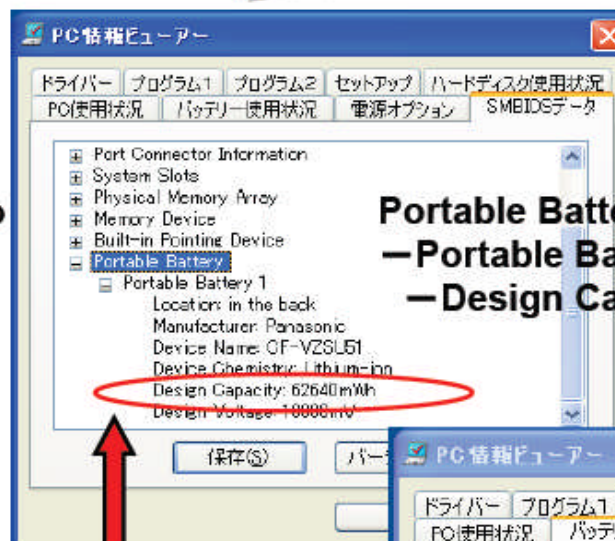 PC情報ビューアー
ドライバー プログラム1 プログラム2 セットアップ ハードディスク使用状況
PC使用状況 バッテリー使用状況 電源オプション SMBIOSデータ
Port Connector Information
System Slots
Physical Memory Array
Memory Device
Built-in Pointing Device
Portable Battery
Portable Battery 1
Location: in the back
Manufacturer: Panasonic
Device Name: CF-VZSU51
Device Chemistry: Lithium-ion
Design Capacity: 62640mWh
Design Voltage: 10800mV
Portable Batt
ーPortable Ba
ーDesign Ca
保存(S)
バー
PC情報ビューアー
ドライバー プログラム1
PC使用状況 バッテ